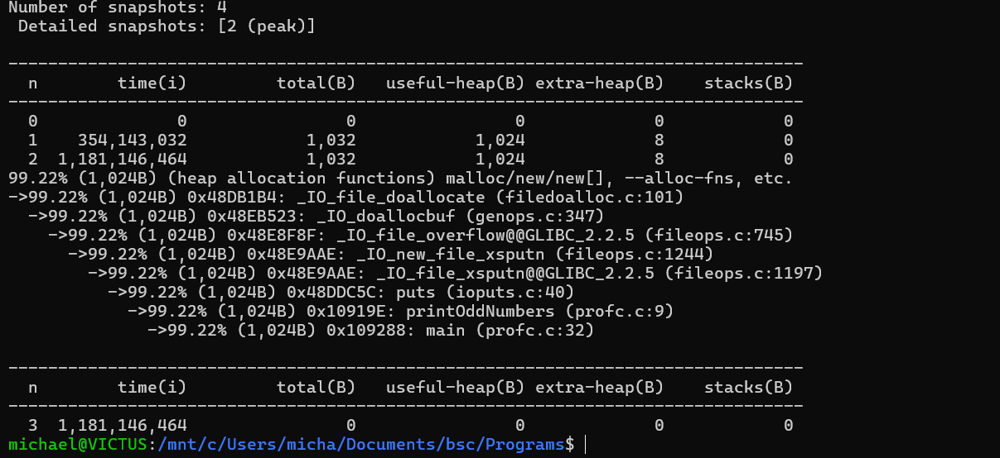 Number of snapshots: 4
 Detailed snapshots: [2 (peak)]

--------------------------------------------------------------------------------
  n        time(i)         total(B)   useful-heap(B) extra-heap(B)    stacks(B)
--------------------------------------------------------------------------------
  0              0                0                0             0            0
  1    354,143,032            1,032            1,024             8            0
  2  1,181,146,464            1,032            1,024             8            0
99.22% (1,024B) (heap allocation functions) malloc/new/new[], --alloc-fns, etc.
->99.22% (1,024B) 0x48DB1B4: _IO_file_doallocate (filedoalloc.c:101)
  ->99.22% (1,024B) 0x48EB523: _IO_doallocbuf (genops.c:347)
    ->99.22% (1,024B) 0x48E8F8F: _IO_file_overflow@@GLIBC_2.2.5 (fileops.c:745)
      ->99.22% (1,024B) 0x48E9AAE: _IO_new_file_xsputn (fileops.c:1244)
        ->99.22% (1,024B) 0x48E9AAE: _IO_file_xsputn@@GLIBC_2.2.5 (fileops.c:1197)
          ->99.22% (1,024B) 0x48DDC5C: puts (ioputs.c:40)
            ->99.22% (1,024B) 0x10919E: printOddNumbers (profc.c:9)
              ->99.22% (1,024B) 0x109288: main (profc.c:32)

--------------------------------------------------------------------------------
  n        time(i)         total(B)   useful-heap(B) extra-heap(B)    stacks(B)
--------------------------------------------------------------------------------
  3  1,181,146,464                0                0             0            0
michael@VICTUS:/mnt/c/Users/micha/Documents/bsc/Programs$